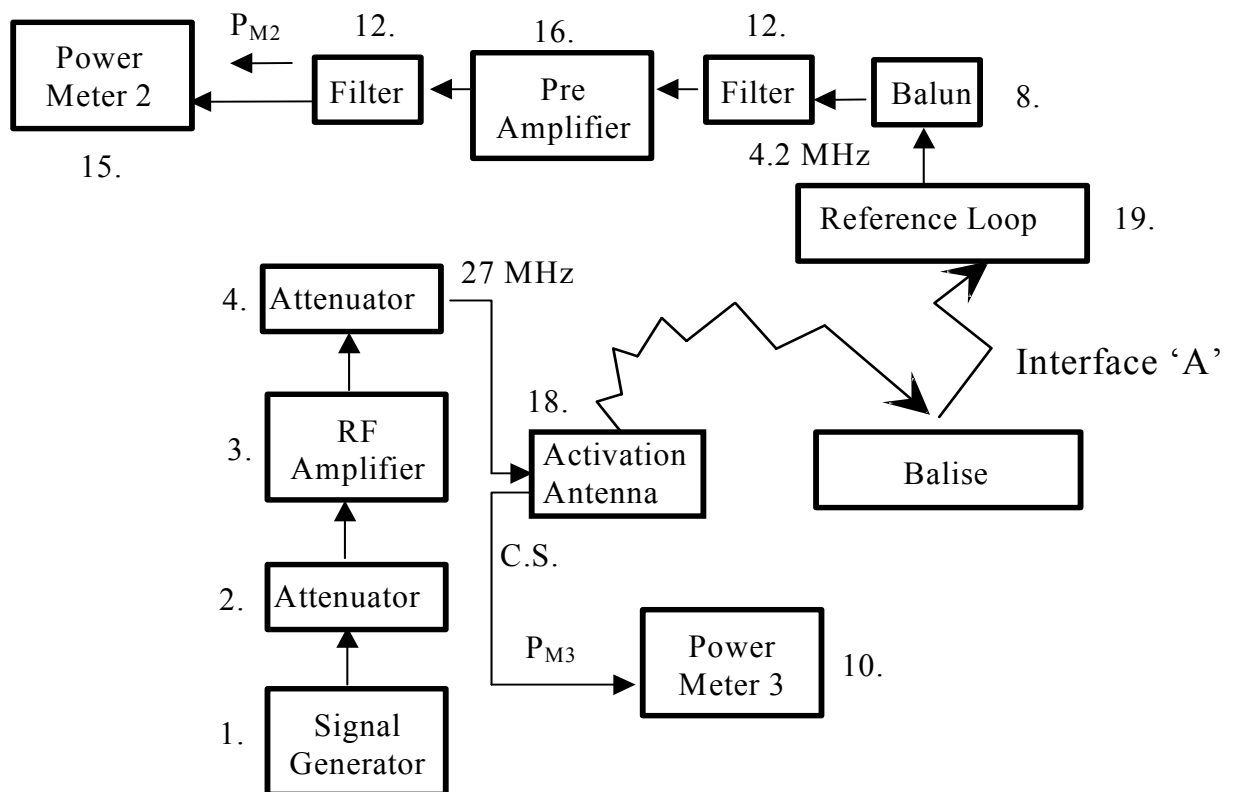 P_M2
12.
16.
12.
Power
Meter 2
Filter
Pre
Amplifier
Filter
Balun
8.
15.
4.2 MHz
Reference Loop
19.
27 MHz
4.
Attenuator
Interface ‘A’
18.
3.
RF
Amplifier
Activation
Antenna
Balise
C.S.
2.
Attenuator
P_M3
Power
Meter 3
10.
1.
Signal
Generator